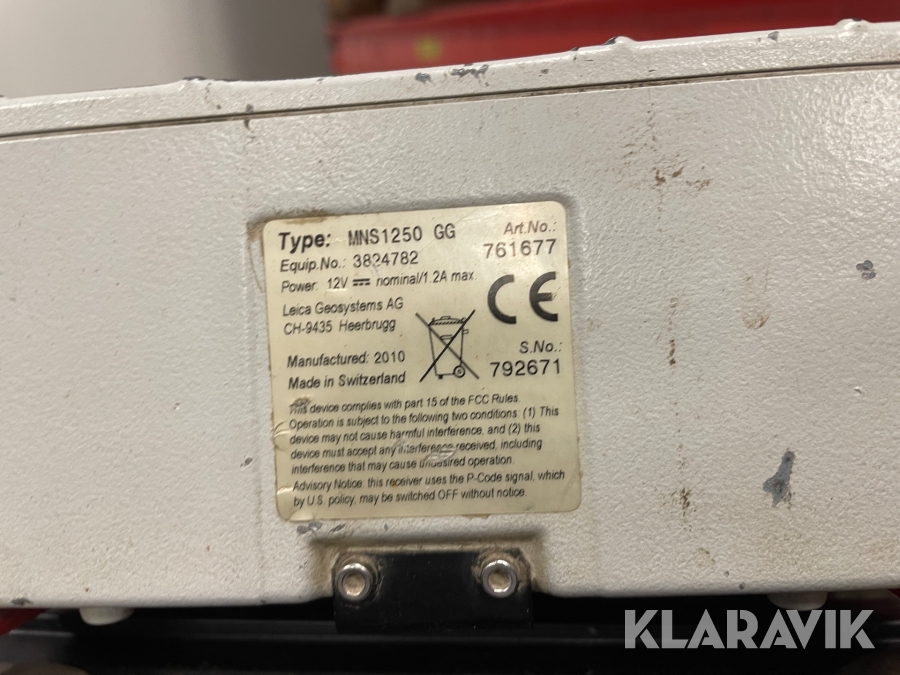 Type: MNS1250 GG
Art.No.:
761677
Equip.No.: 3824782
Power: 12V nominal/1.2A max
Leica Geosystems AG
CH-9435 Heerbrugg
CE
Manufactured: 2010
Made in Switzerland
S.No.:
792671
This device complies with part 15 of the FCC Rules.
Operation is subject to the following two conditions: (1) This
device may not cause harmful interference, and (2) this
device must accept any interference received, including
interference that may cause undesired operation.
Advisory Notice: this receiver uses the P-Code signal, which
by U.S. policy, may be switched OFF without notice.
KLARAVIK